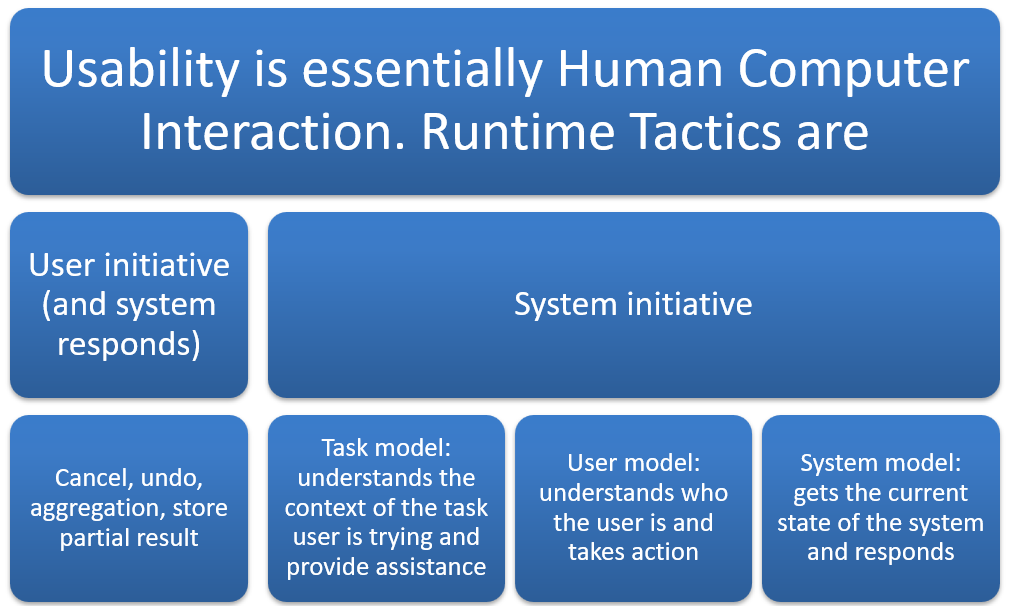 Usability is essentially Human Computer
Interaction. Runtime Tactics are
User initiative
(and system
responds)
System initiative
Cancel, undo,
aggregation, store
partial result
Task model:
understands the
context of the task
user is trying and
provide assistance
User model:
understands who
the user is and
takes action
System model:
gets the current
state of the system
and responds